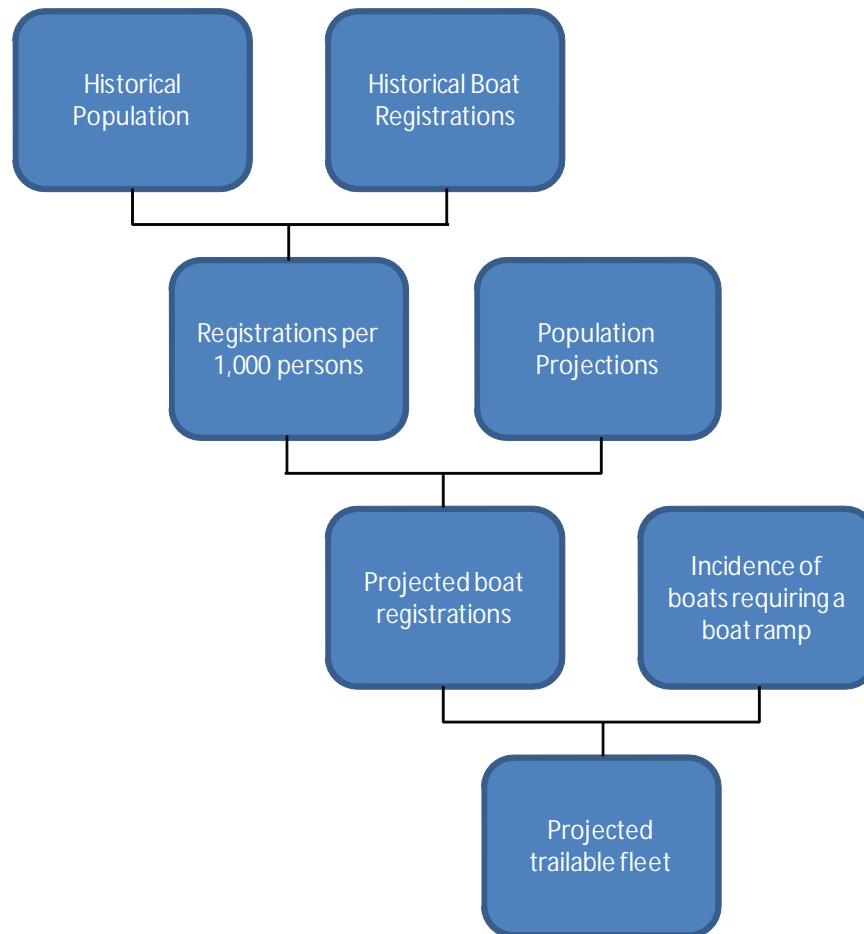 Historical
Population
Historical Boat
Registrations
Registrations per
1,000 persons
Population
Projections
Projected boat
registrations
Incidence of
boats requiring a
boat ramp
Projected
trailable fleet